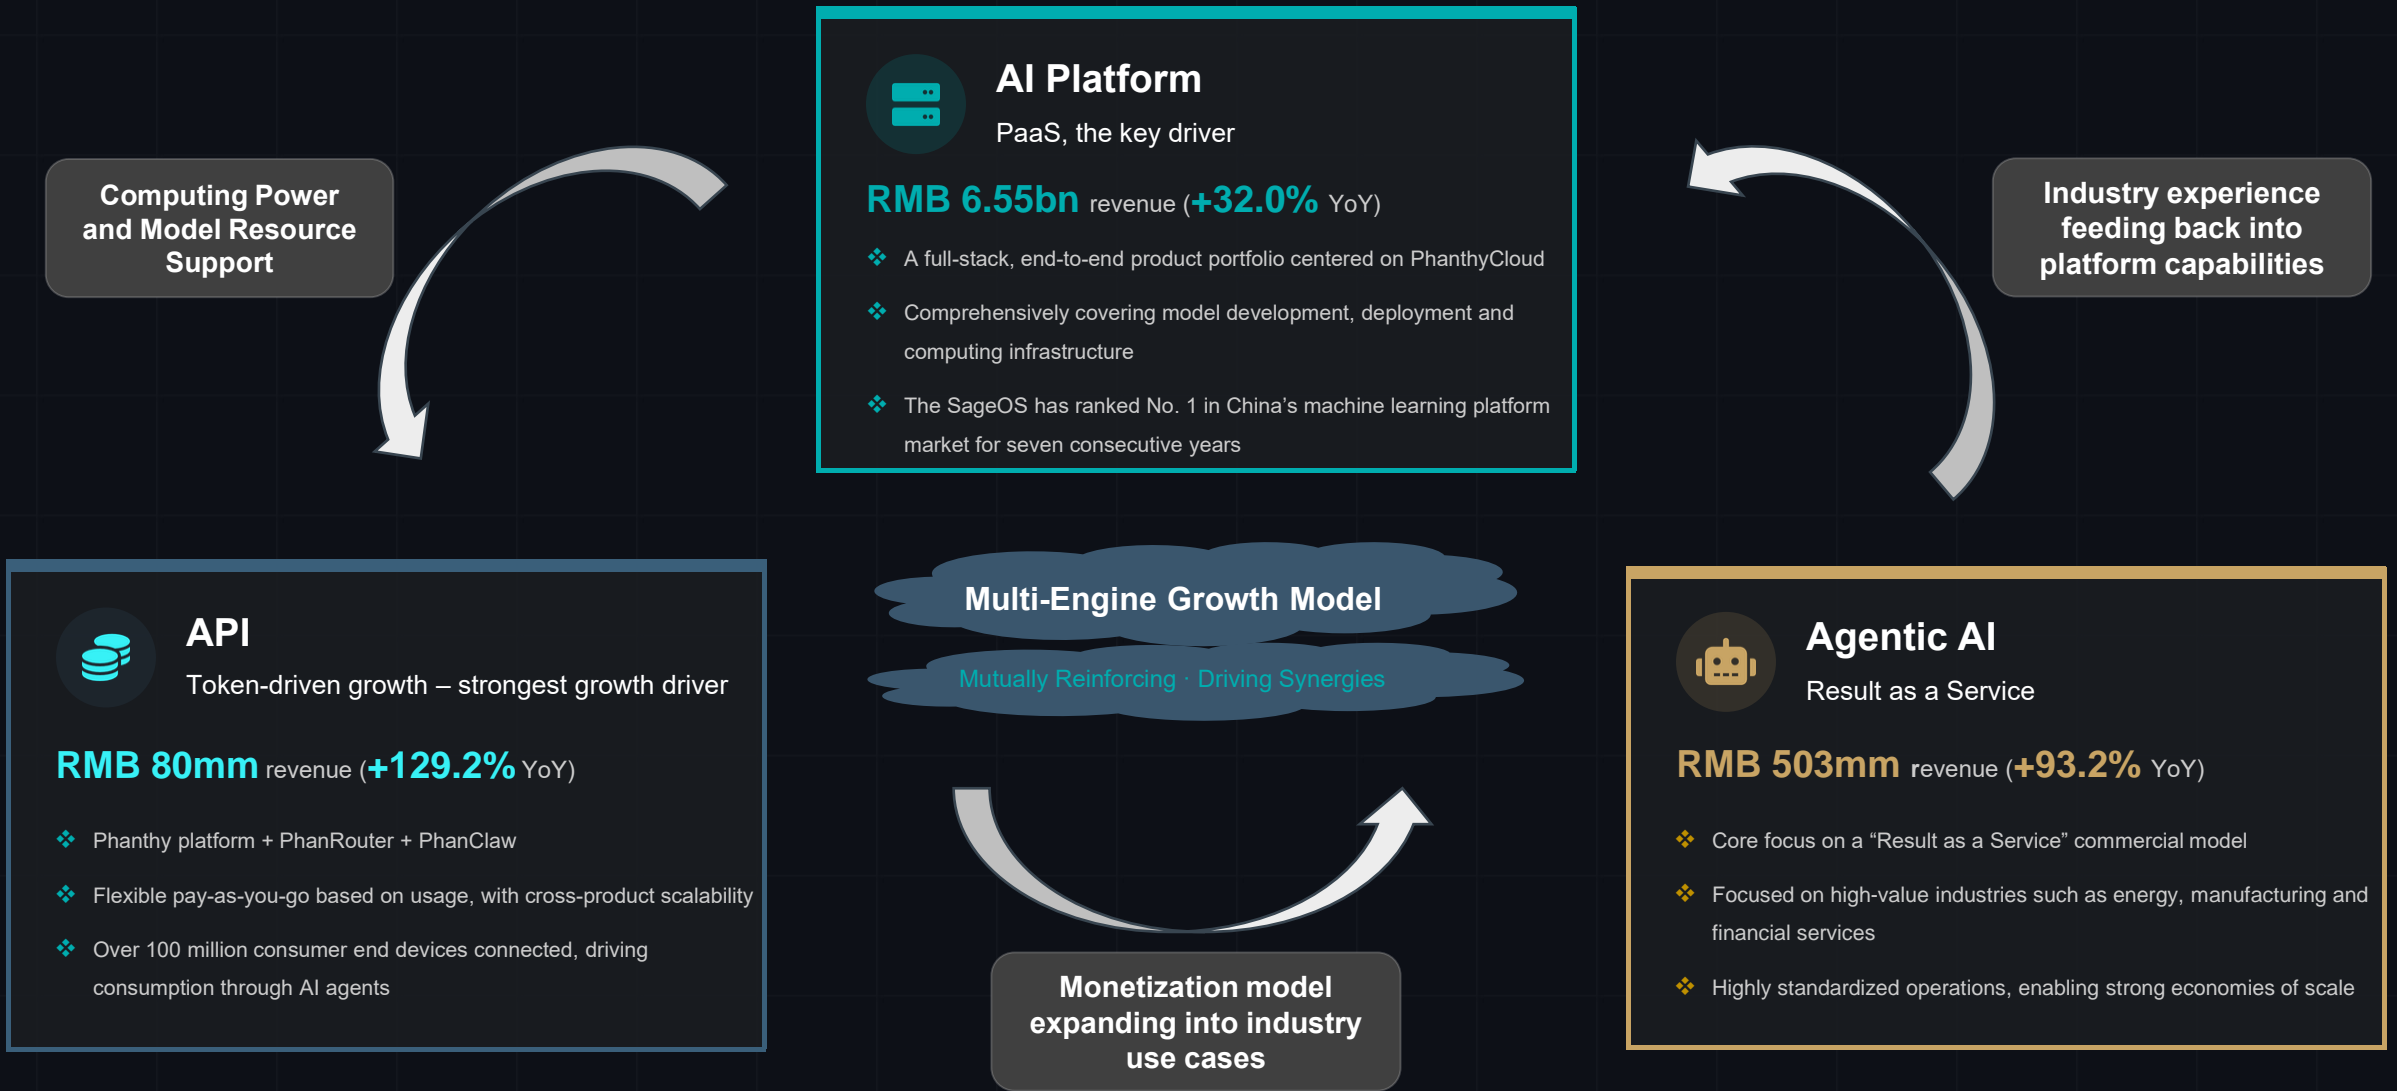 AI Platform
PaaS, the key driver
RMB 6.55bn revenue (+32.0% YoY)
❖ A full-stack, end-to-end product portfolio centered on PhanthyCloud
❖ Comprehensively covering model development, deployment and
computing infrastructure
❖ The SageOS has ranked No. 1 in China’s machine learning platform
market for seven consecutive years
Computing Power
and Model Resource
Support
Industry experience
feeding back into
platform capabilities
Multi-Engine Growth Model
Mutually Reinforcing · Driving Synergies
API
Token-driven growth – strongest growth driver
RMB 80mm revenue (+129.2% YoY)
❖ Phanthy platform + PhanRouter + PhanClaw
❖ Flexible pay-as-you-go based on usage, with cross-product scalability
❖ Over 100 million consumer end devices connected, driving
consumption through AI agents
Agentic AI
Result as a Service
RMB 503mm revenue (+93.2% YoY)
❖ Core focus on a “Result as a Service” commercial model
❖ Focused on high-value industries such as energy, manufacturing and
financial services
❖ Highly standardized operations, enabling strong economies of scale
Monetization model
expanding into industry
use cases